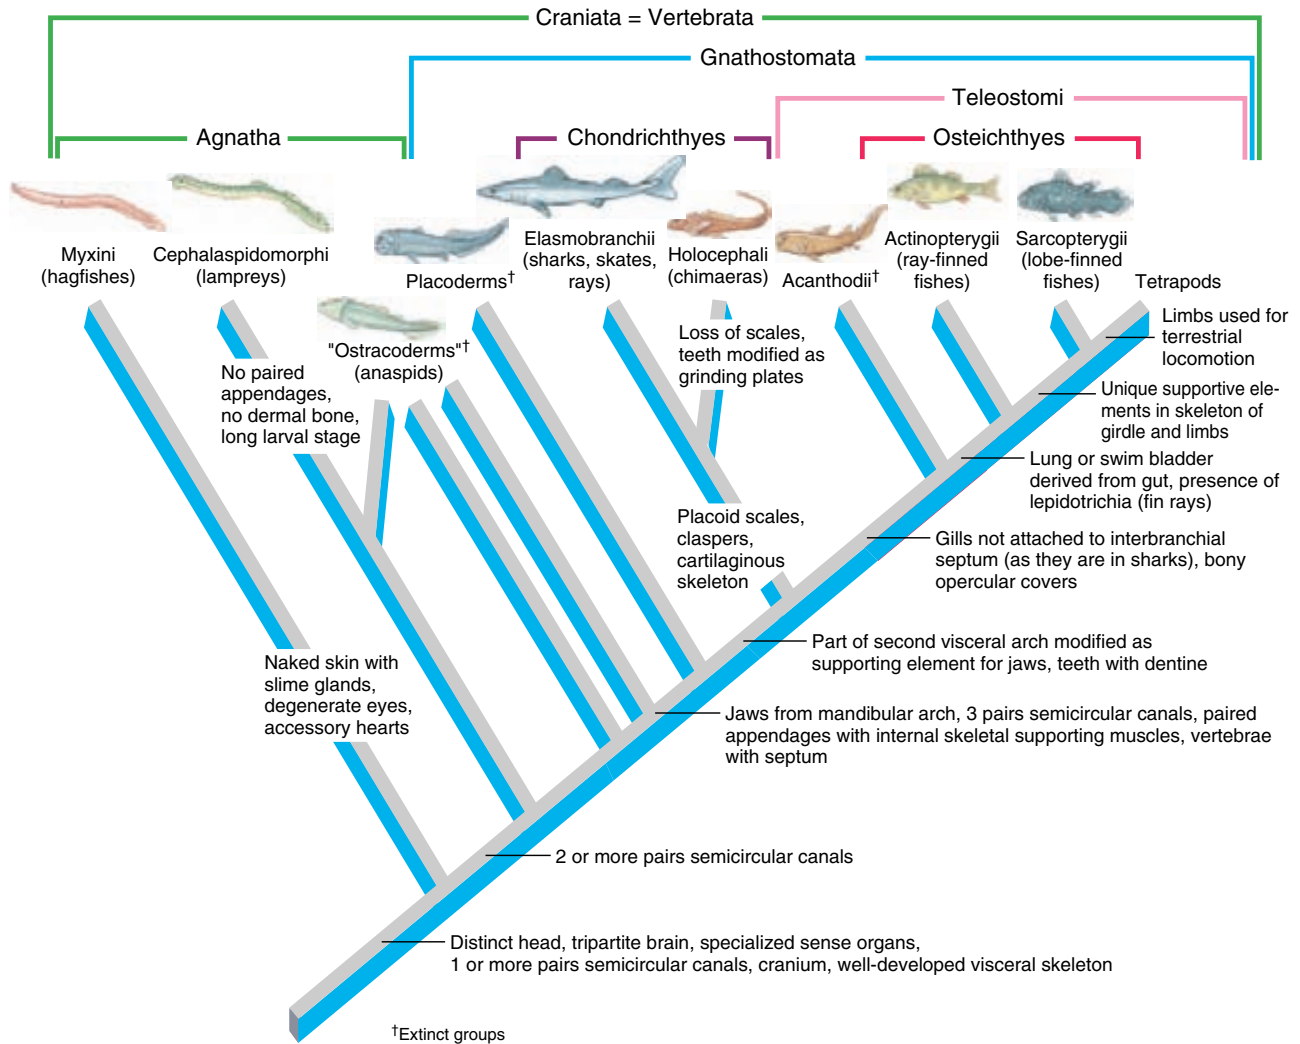 Craniata = Vertebrata
Gnathostomata
Teleostomi
Agnatha
Chondrichthyes
Osteichthyes
Myxini
(hagfishes)
Cephalaspidomorphi
(lampreys)
"Ostracoderms"†
(anaspids)
Placoderms†
Elasmobranchii
(sharks, skates,
rays)
Holocephali
(chimaeras)
Acanthodii†
Actinopterygii
(ray-finned
fishes)
Sarcopterygii
(lobe-finned
fishes)
Tetrapods
Limbs used for
terrestrial
locomotion
Loss of scales,
teeth modified as
grinding plates
No paired
appendages,
no dermal bone,
long larval stage
Unique supportive ele-
ments in skeleton of
girdle and limbs
Lung or swim bladder
derived from gut, presence of
lepidotrichia (fin rays)
Placoid scales,
claspers,
cartilaginous
skeleton
Gills not attached to interbranchial
septum (as they are in sharks), bony
opercular covers
Part of second visceral arch modified as
supporting element for jaws, teeth with dentine
Naked skin with
slime glands,
degenerate eyes,
accessory hearts
Jaws from mandibular arch, 3 pairs semicircular canals, paired
appendages with internal skeletal supporting muscles, vertebrae
with septum
2 or more pairs semicircular canals
Distinct head, tripartite brain, specialized sense organs,
1 or more pairs semicircular canals, cranium, well-developed visceral skeleton
†Extinct groups